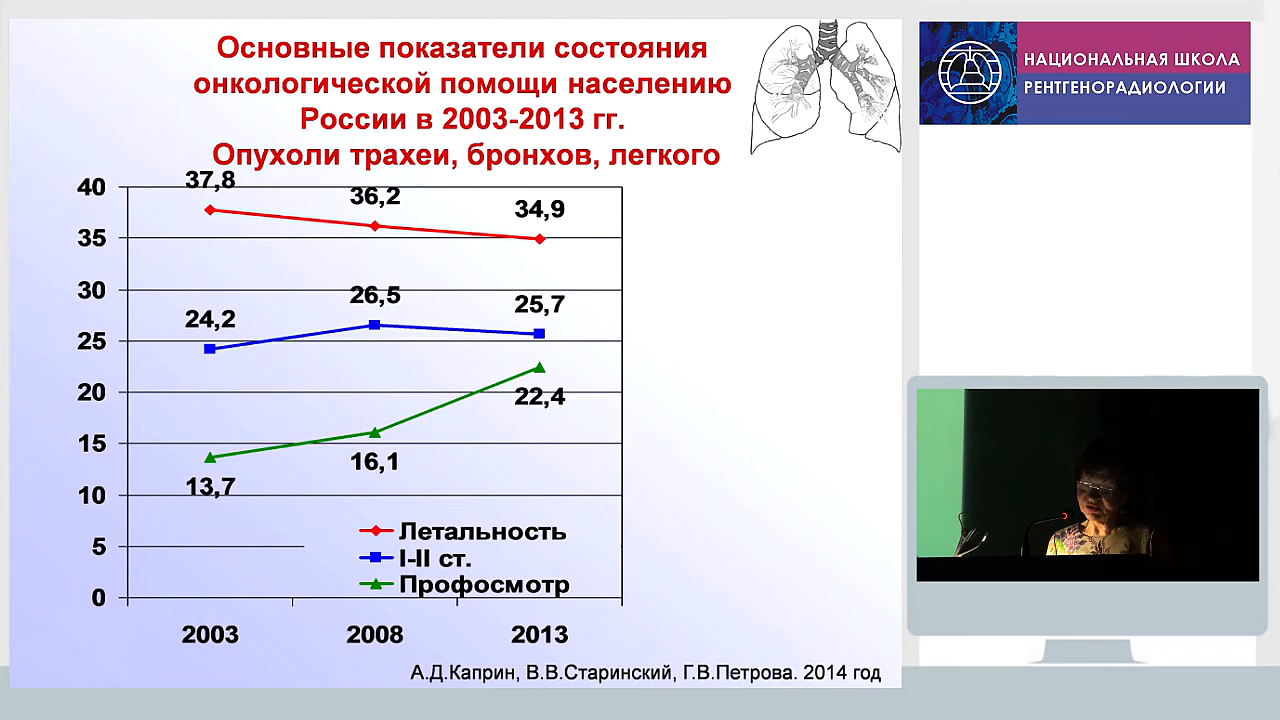 Основные показатели состояния
онкологической помощи населению
России в 2003-2013 гг.
Опухоли трахеи, бронхов, легкого
НАЦИОНАЛЬНАЯ ШКОЛА
РЕНТГЕНОРАДИОЛОГИИ
40
35
30
25
20
15
10
5
0
37,8
36,2
34,9
24,2
26,5
25,7
13,7
16,1
22,4
Летальность
I-II ст.
Профосмотр
2003 2008 2013
А.Д.Каприн, В.В.Старинский, Г.В.Петрова. 2014 год